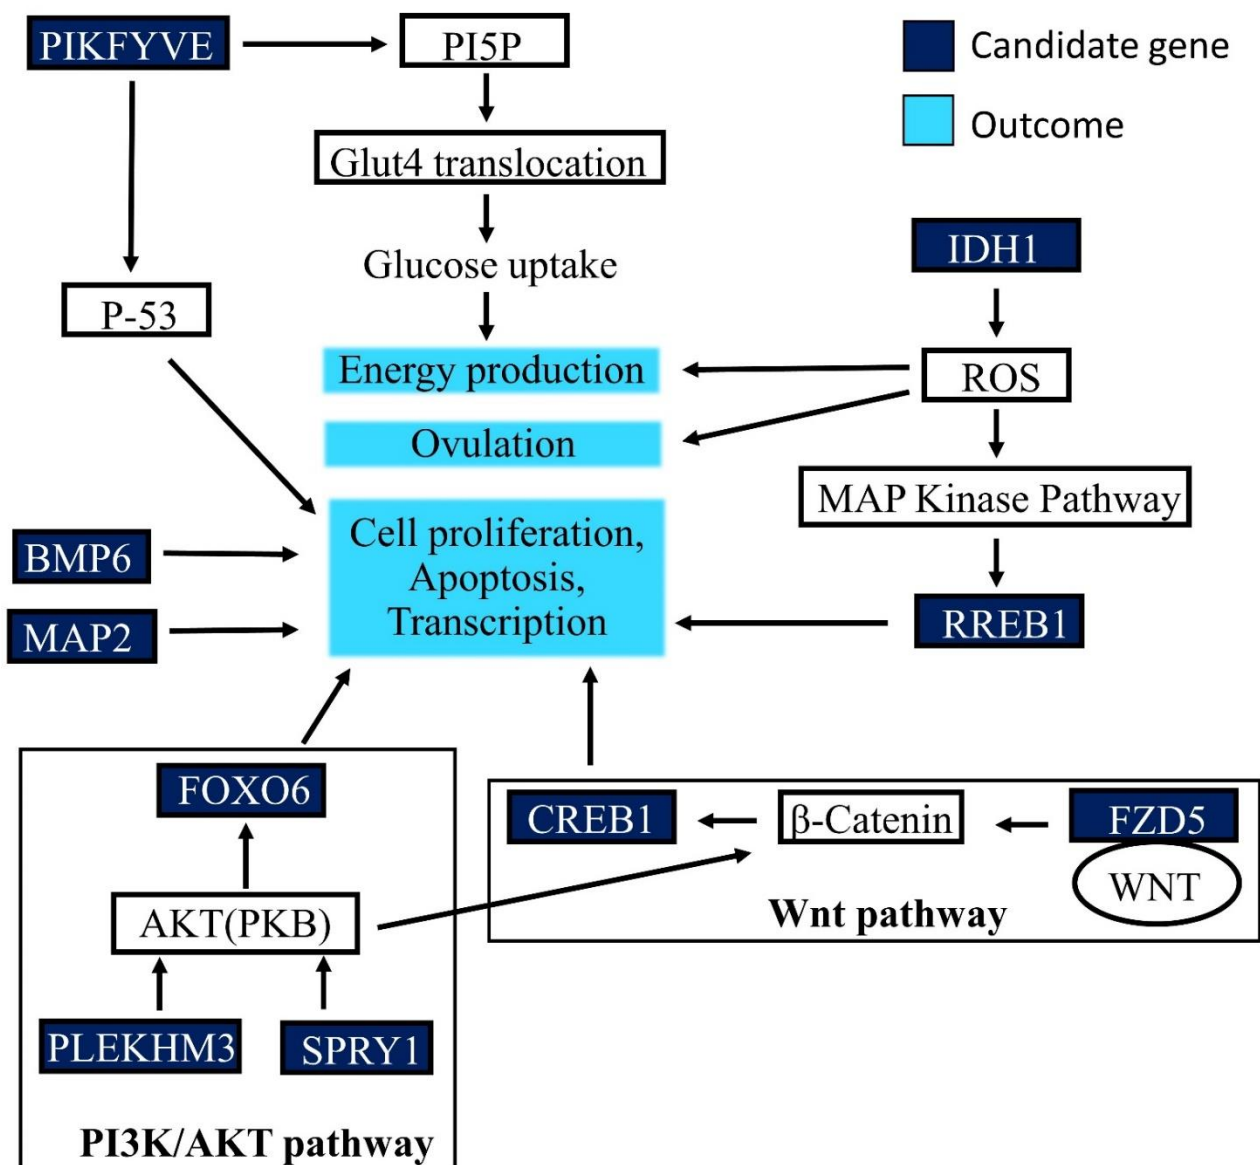 PIKFYVE
PI5P
Candidate gene
Outcome
Glut4 translocation
IDH1
Glucose uptake
P-53
Energy production
ROS
Ovulation
MAP Kinase Pathway
Cell proliferation,
Apoptosis,
Transcription
BMP6
MAP2
RREB1
FOXO6
CREB1
β-Catenin
FZD5
WNT
Wnt pathway
AKT(PKB)
PLEKHM3
SPRY1
PI3K/AKT pathway